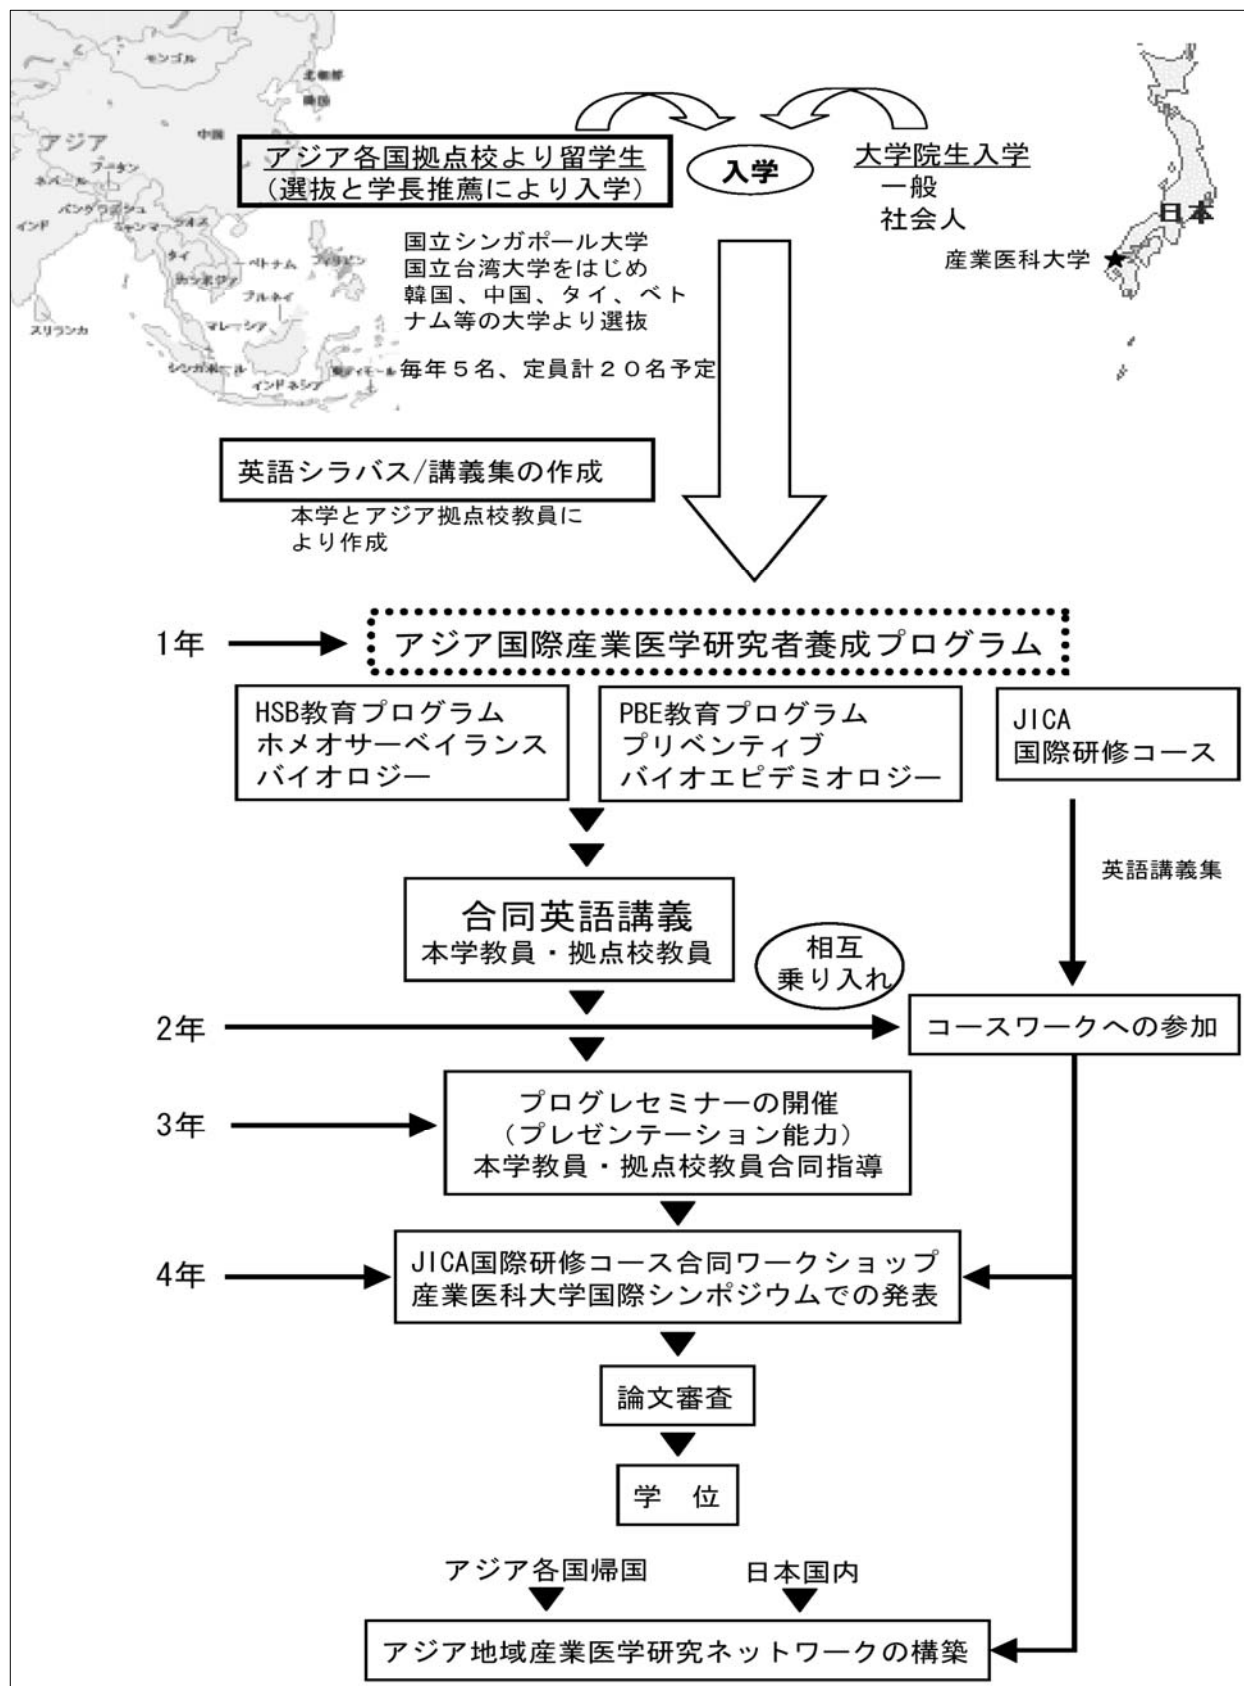 モンゴル
北朝鮮
韓国
中国
アジア
ブータン
ネパール
バングラデシュ
インド
ミャンマー
ラオス
タイ
ベトナム
フィリピン
カンボジア
ブルネイ
スリランカ
マレーシア
シンガポール
インドネシア
東ティモール
アジア各国拠点校より留学生
(選抜と学長推薦により入学)
入学
大学院生入学
一般
社会人
日本
産業医科大学
国立シンガポール大学
国立台湾大学をはじめ
韓国、中国、タイ、ベト
ナム等の大学より選抜
毎年5名、定員計20名予定
英語シラバス/講義集の作成
本学とアジア拠点校教員に
より作成
1年
アジア国際産業医学研究者養成プログラム
HSB教育プログラム
ホメオサーベイランス
バイオロジー
PBE教育プログラム
プリベンティブ
バイオエピデミオロジー
JICA
国際研修コース
英語講義集
合同英語講義
本学教員・拠点校教員
相互
乗り入れ
2年
コースワークへの参加
3年
プログレセミナーの開催
(プレゼンテーション能力)
本学教員・拠点校教員合同指導
4年
JICA国際研修コース合同ワークショップ
産業医科大学国際シンポジウムでの発表
論文審査
学 位
アジア各国帰国
日本国内
アジア地域産業医学研究ネットワークの構築